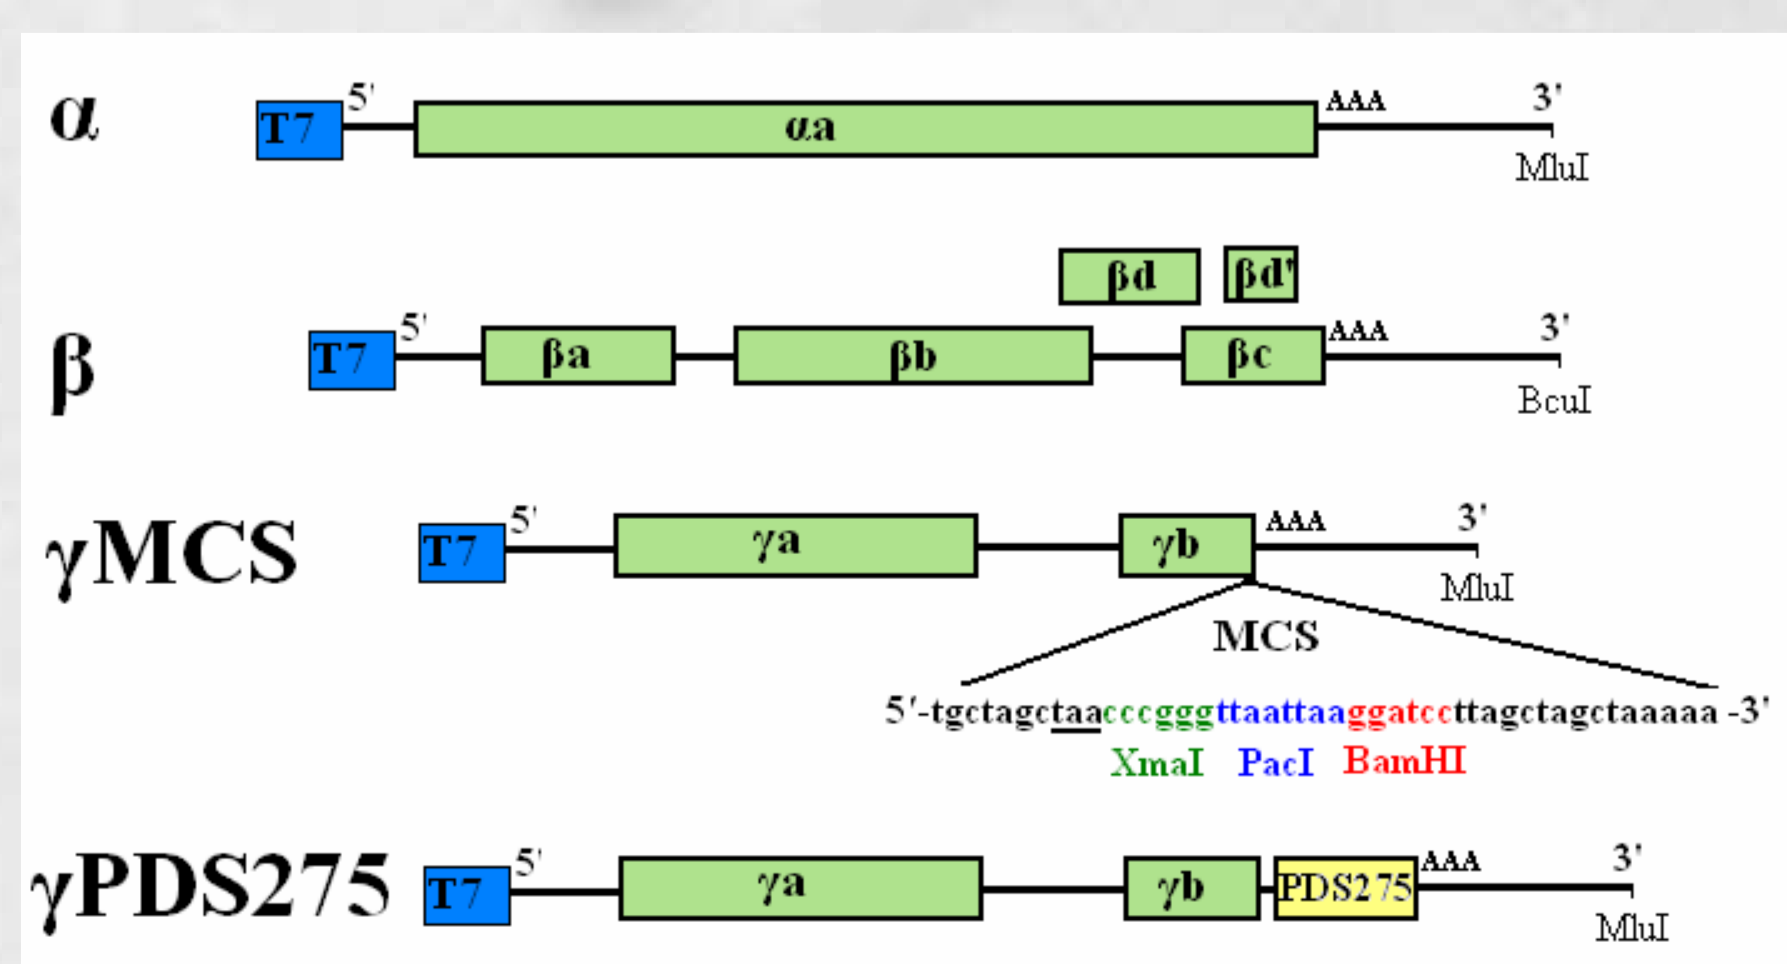 α T7 5' αa AAA 3'
MluI
βd βd'
β T7 5' βa βb βc AAA 3'
BcuI
γMCS T7 5' γa γb AAA 3'
MluI
MCS
5'-tgctagctaacccgggttaattaaggatccttagctagctaaaaa -3'
XmaI PacI BamHI
γPDS275 T7 5' γa γb PDS275 AAA 3'
MluI